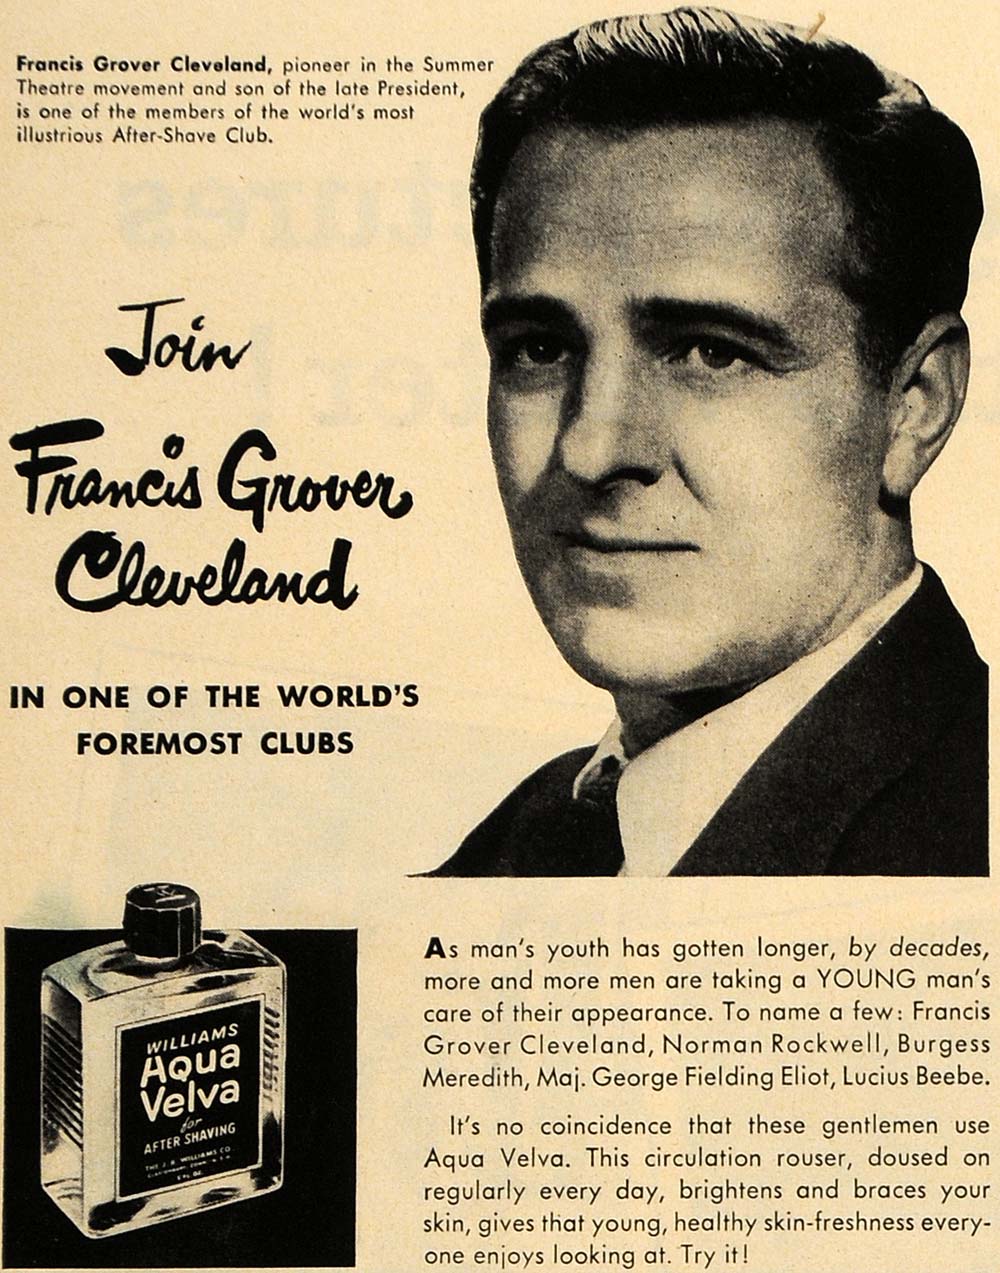 Francis Grover Cleveland, pioneer in the Summer
Theatre movement and son of the late President,
is one of the members of the world's most
illustrious After-Shave Club.
Join
Francis Grover
Cleveland
IN ONE OF THE WORLD'S
FOREMOST CLUBS
WILLIAMS
Aqua
Velva
for
AFTER SHAVING
THE J. B. WILLIAMS CO.
As man's youth has gotten longer, by decades,
more and more men are taking a YOUNG man's
care of their appearance. To name a few: Francis
Grover Cleveland, Norman Rockwell, Burgess
Meredith, Maj. George Fielding Eliot, Lucius Beebe.
It's no coincidence that these gentlemen use
Aqua Velva. This circulation rouser, doused on
regularly every day, brightens and braces your
skin, gives that young, healthy skin-freshness every-
one enjoys looking at. Try it!